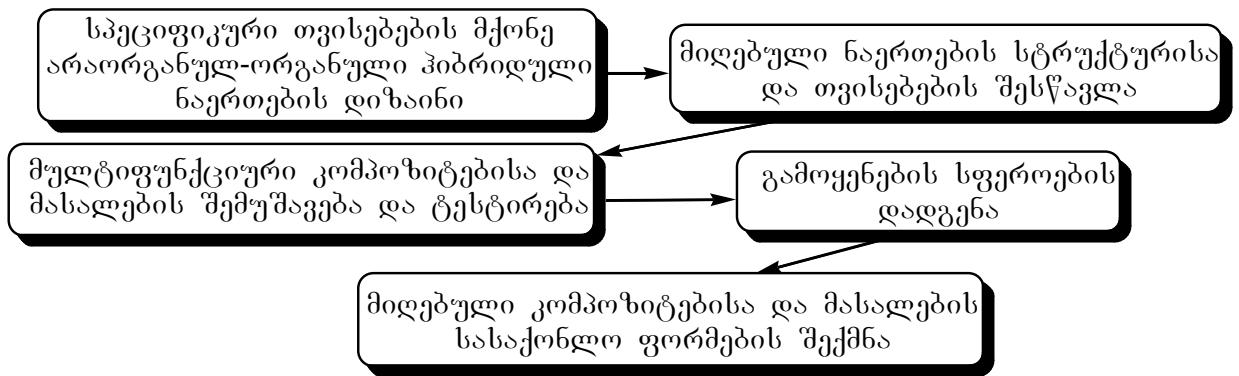 სპეციფიკური თვისებების მქონე
არაორგანულ-ორგანული ჰიბრიდული
ნაერთების დიზაინი
მიღებული ნაერთების სტრუქტურისა
და თვისებების შესწავლა
მულტიფუნქციური კომპოზიტებისა და
მასალების შემუშავება და ტესტირება
გამოყენების სფეროების
დადგენა
მიღებული კომპოზიტებისა და მასალების
სასაქონლო ფორმების შექმნა